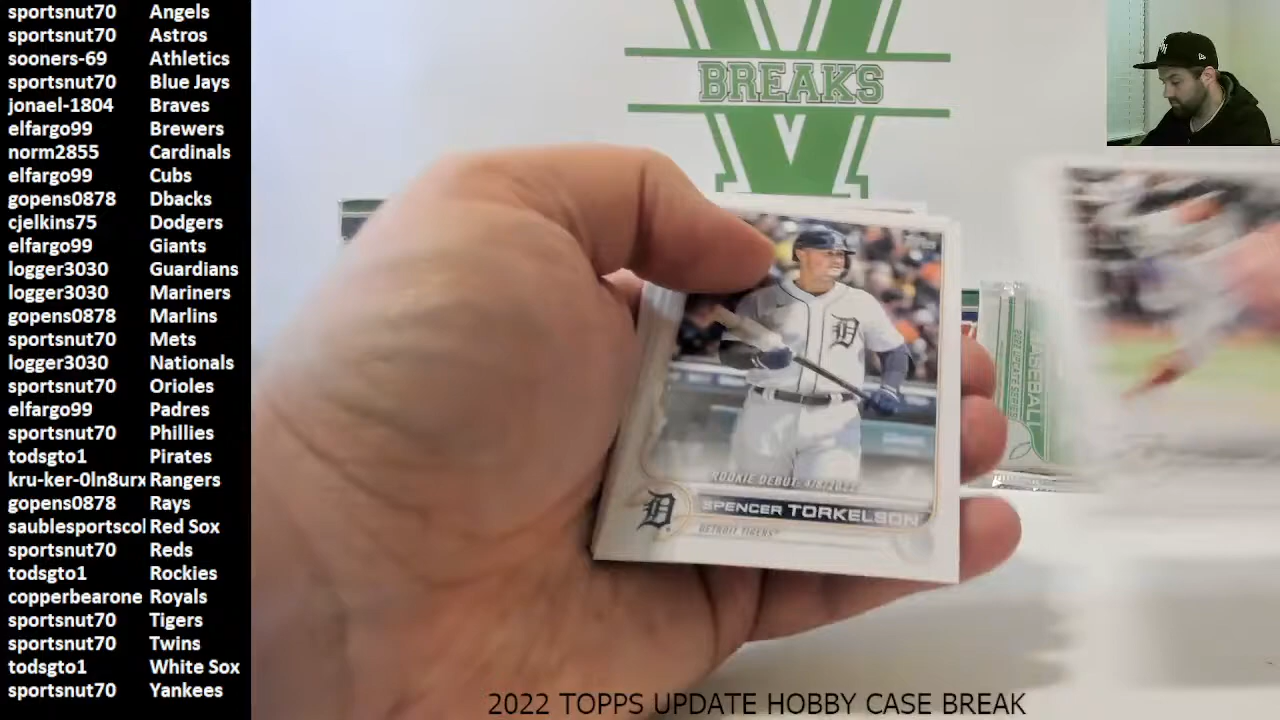 sportsnut70 Angels
sportsnut70 Astros
sooners-69 Athletics
sportsnut70 Blue Jays
jonael-1804 Braves
elfargo99 Brewers
norm2855 Cardinals
elfargo99 Cubs
gopens0878 Dbacks
cjelkins75 Dodgers
elfargo99 Giants
logger3030 Guardians
logger3030 Mariners
gopens0878 Marlins
sportsnut70 Mets
logger3030 Nationals
sportsnut70 Orioles
elfargo99 Padres
sportsnut70 Phillies
todsgto1 Pirates
kru-ker-0ln8urx Rangers
gopens0878 Rays
saublesportscol Red Sox
sportsnut70 Reds
todsgto1 Rockies
copperbearone Royals
sportsnut70 Tigers
sportsnut70 Twins
todsgto1 White Sox
sportsnut70 Yankees
V
BREAKS
D
ROOKIE DEBUT:
D
SPENCER TORKELSON
DETROIT TIGERS
BASEBALL
2022 UPDATE SERIES
2022 TOPPS UPDATE HOBBY CASE BREAK